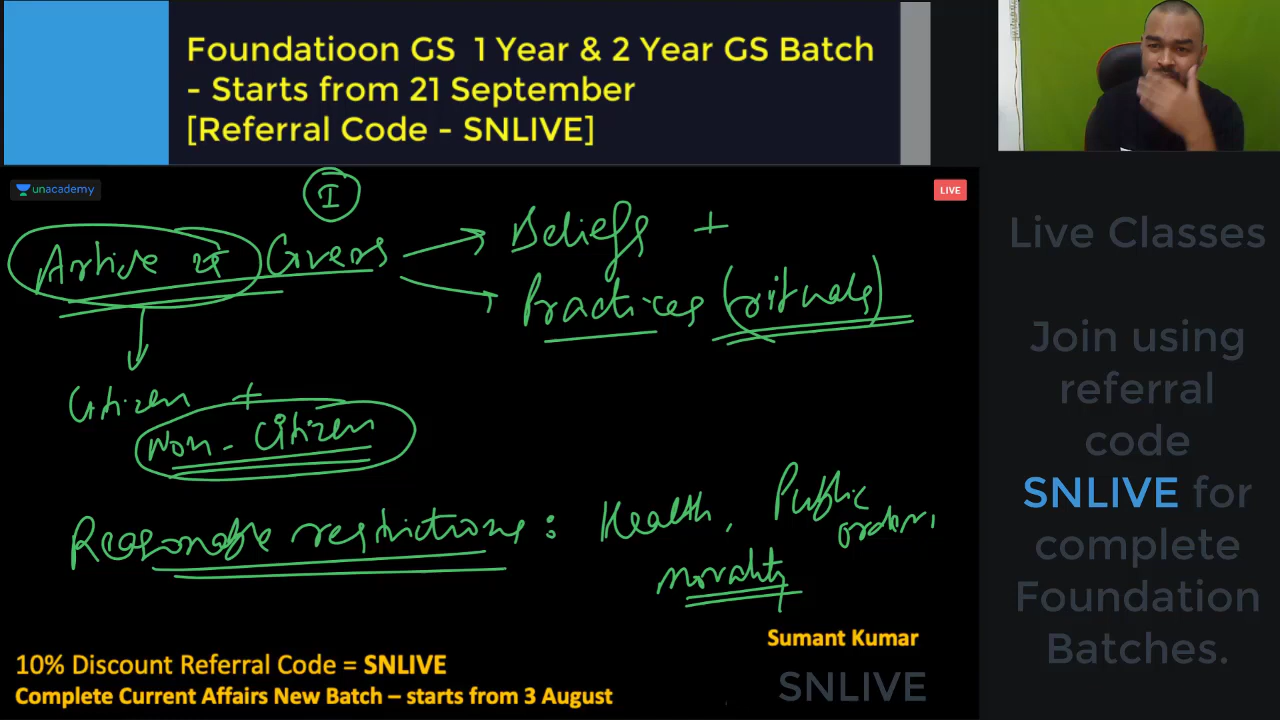 Foundatioon GS 1 Year & 2 Year GS Batch
- Starts from 21 September
[Referral Code - SNLIVE]
unacademy
LIVE
I
Article Covers
Beliefs +
Practices (rituals)
Citizen +
Non-Citizen
Reasonable restrictions : Health, Public order,
morality
Live Classes
Join using
referral
code
SNLIVE for
complete
Foundation
Batches.
Sumant Kumar
SNLIVE
10% Discount Referral Code = SNLIVE
Complete Current Affairs New Batch – starts from 3 August